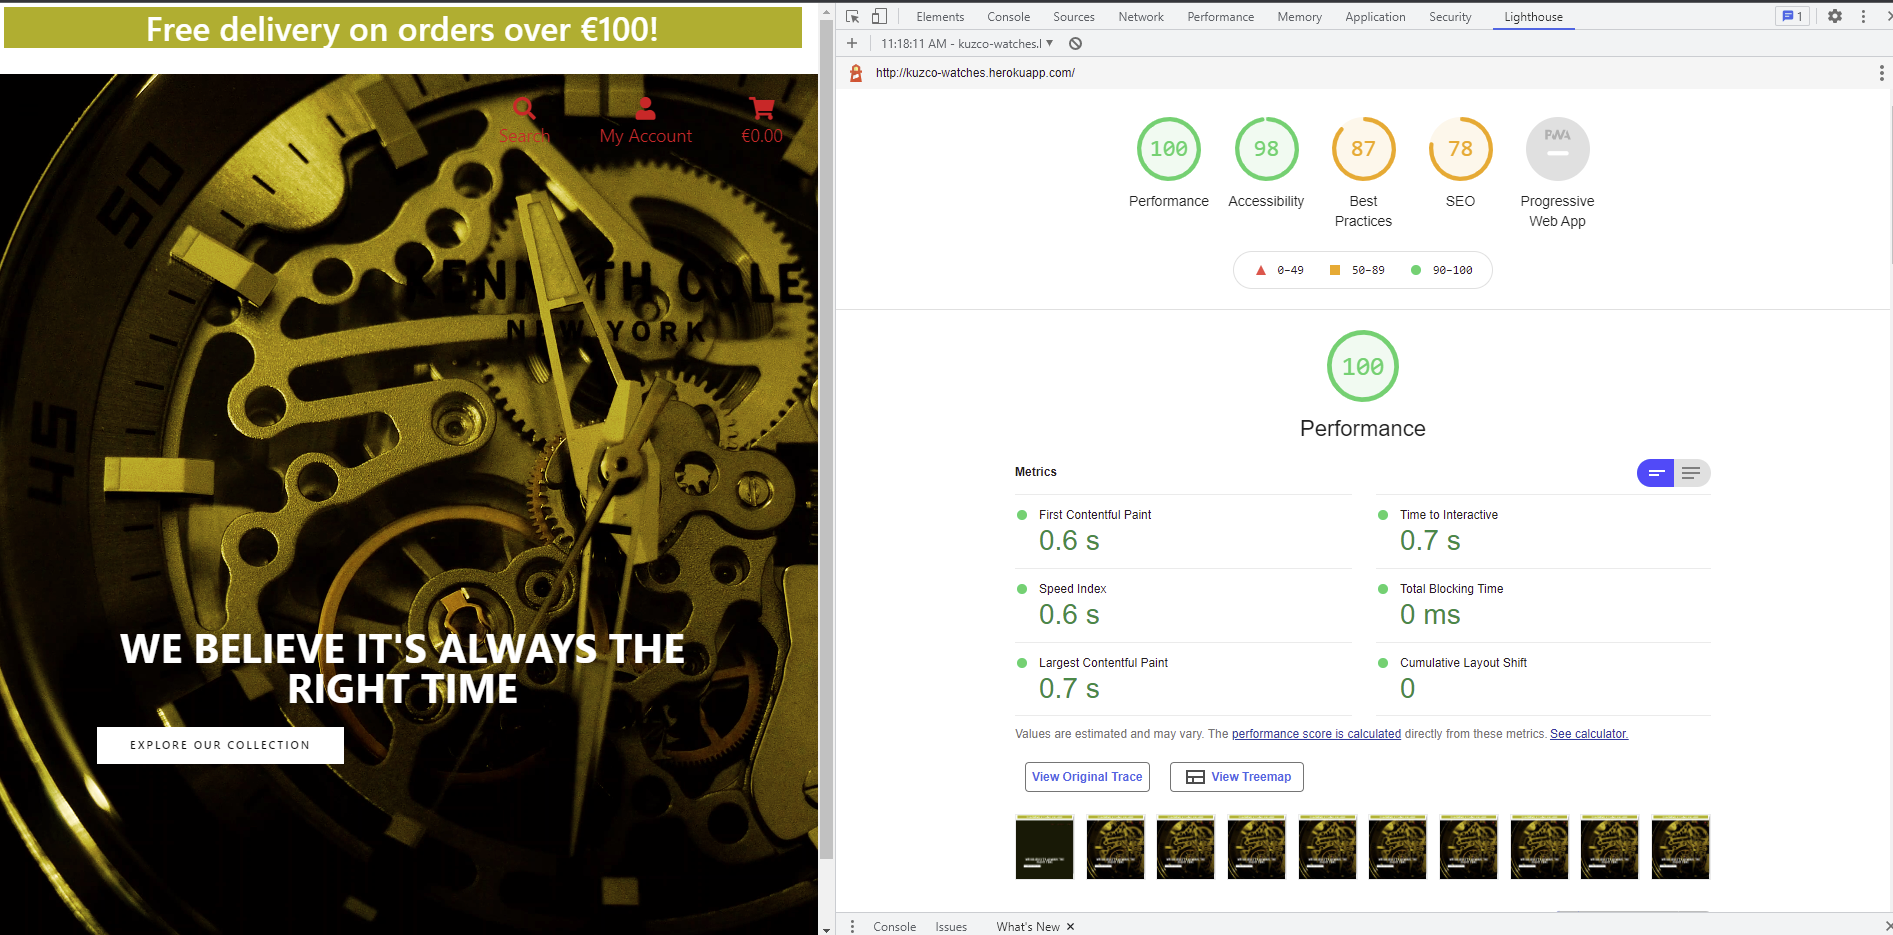 Free delivery on orders over €100!
Search
My Account
€0.00
50
45
KENNETH COLE
NEW YORK
WE BELIEVE IT'S ALWAYS THE
RIGHT TIME
EXPLORE OUR COLLECTION
Elements Console Sources Network Performance Memory Application Security Lighthouse 1
11:18:11 AM - kuzco-watches.l
http://kuzco-watches.herokuapp.com/
100 98 87 78 PWA
Performance Accessibility Best Practices SEO Progressive Web App
0–49 50–89 90–100
100
Performance
Metrics
First Contentful Paint
0.6 s
Time to Interactive
0.7 s
Speed Index
0.6 s
Total Blocking Time
0 ms
Largest Contentful Paint
0.7 s
Cumulative Layout Shift
0
Values are estimated and may vary. The performance score is calculated directly from these metrics. See calculator.
View Original Trace View Treemap
Console Issues What's New